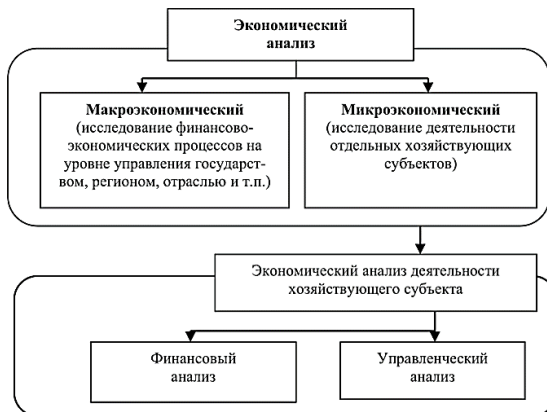 Экономический
анализ
Макроэкономический
(исследование финансово-
экономических процессов на
уровне управления государст-
вом, регионом, отраслью и т.п.)
Микроэкономический
(исследование деятельности
отдельных хозяйствующих
субъектов)
Экономический анализ деятельности
хозяйствующего субъекта
Финансовый
анализ
Управленческий
анализ